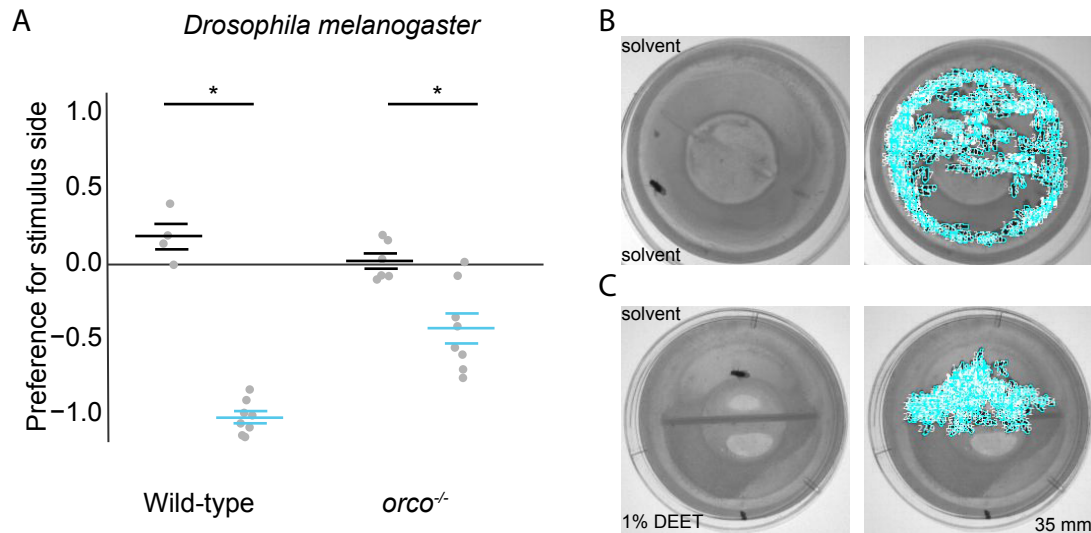 A
Drosophila melanogaster
Preference for stimulus side
1.0
0.5
0.0
−0.5
−1.0
*
*
Wild-type
orco-/-
B
solvent
solvent
C
solvent
1% DEET
35 mm